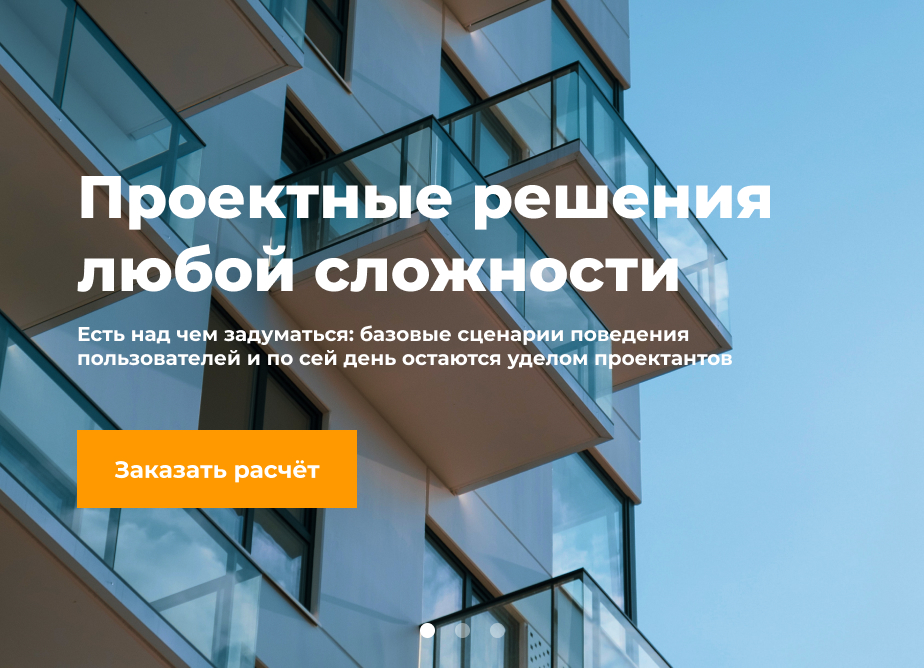 Проектные решения
любой сложности
Есть над чем задуматься: базовые сценарии поведения
пользователей и по сей день остаются уделом проектантов
Заказать расчёт